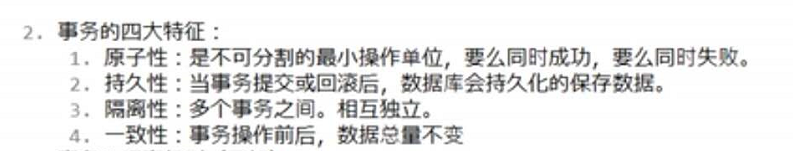 2. 事务的四大特征：
1. 原子性：是不可分割的最小操作单位，要么同时成功，要么同时失败。
2. 持久性：当事务提交或回滚后，数据库会持久化的保存数据。
3. 隔离性：多个事务之间。相互独立。
4. 一致性：事务操作前后，数据总量不变